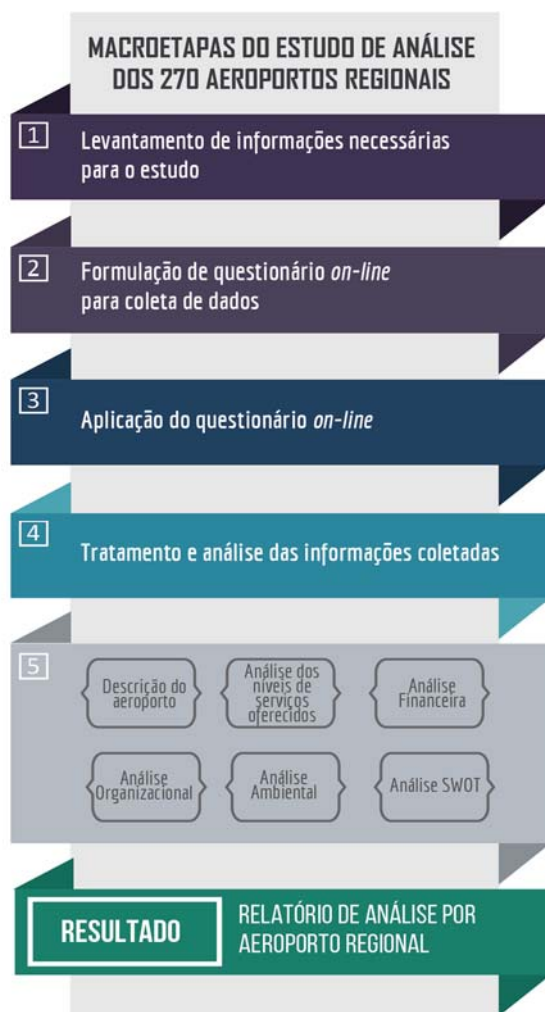 MACROETAPAS DO ESTUDO DE ANÁLISE
DOS 270 AEROPORTOS REGIONAIS
1
Levantamento de informações necessárias
para o estudo
2
Formulação de questionário on-line
para coleta de dados
3
Aplicação do questionário on-line
4
Tratamento e análise das informações coletadas
5
Descrição do
aeroporto
Análise dos
níveis de
serviços
oferecidos
Análise
Financeira
Análise
Organizacional
Análise
Ambiental
Análise SWOT
RESULTADO
RELATÓRIO DE ANÁLISE POR
AEROPORTO REGIONAL